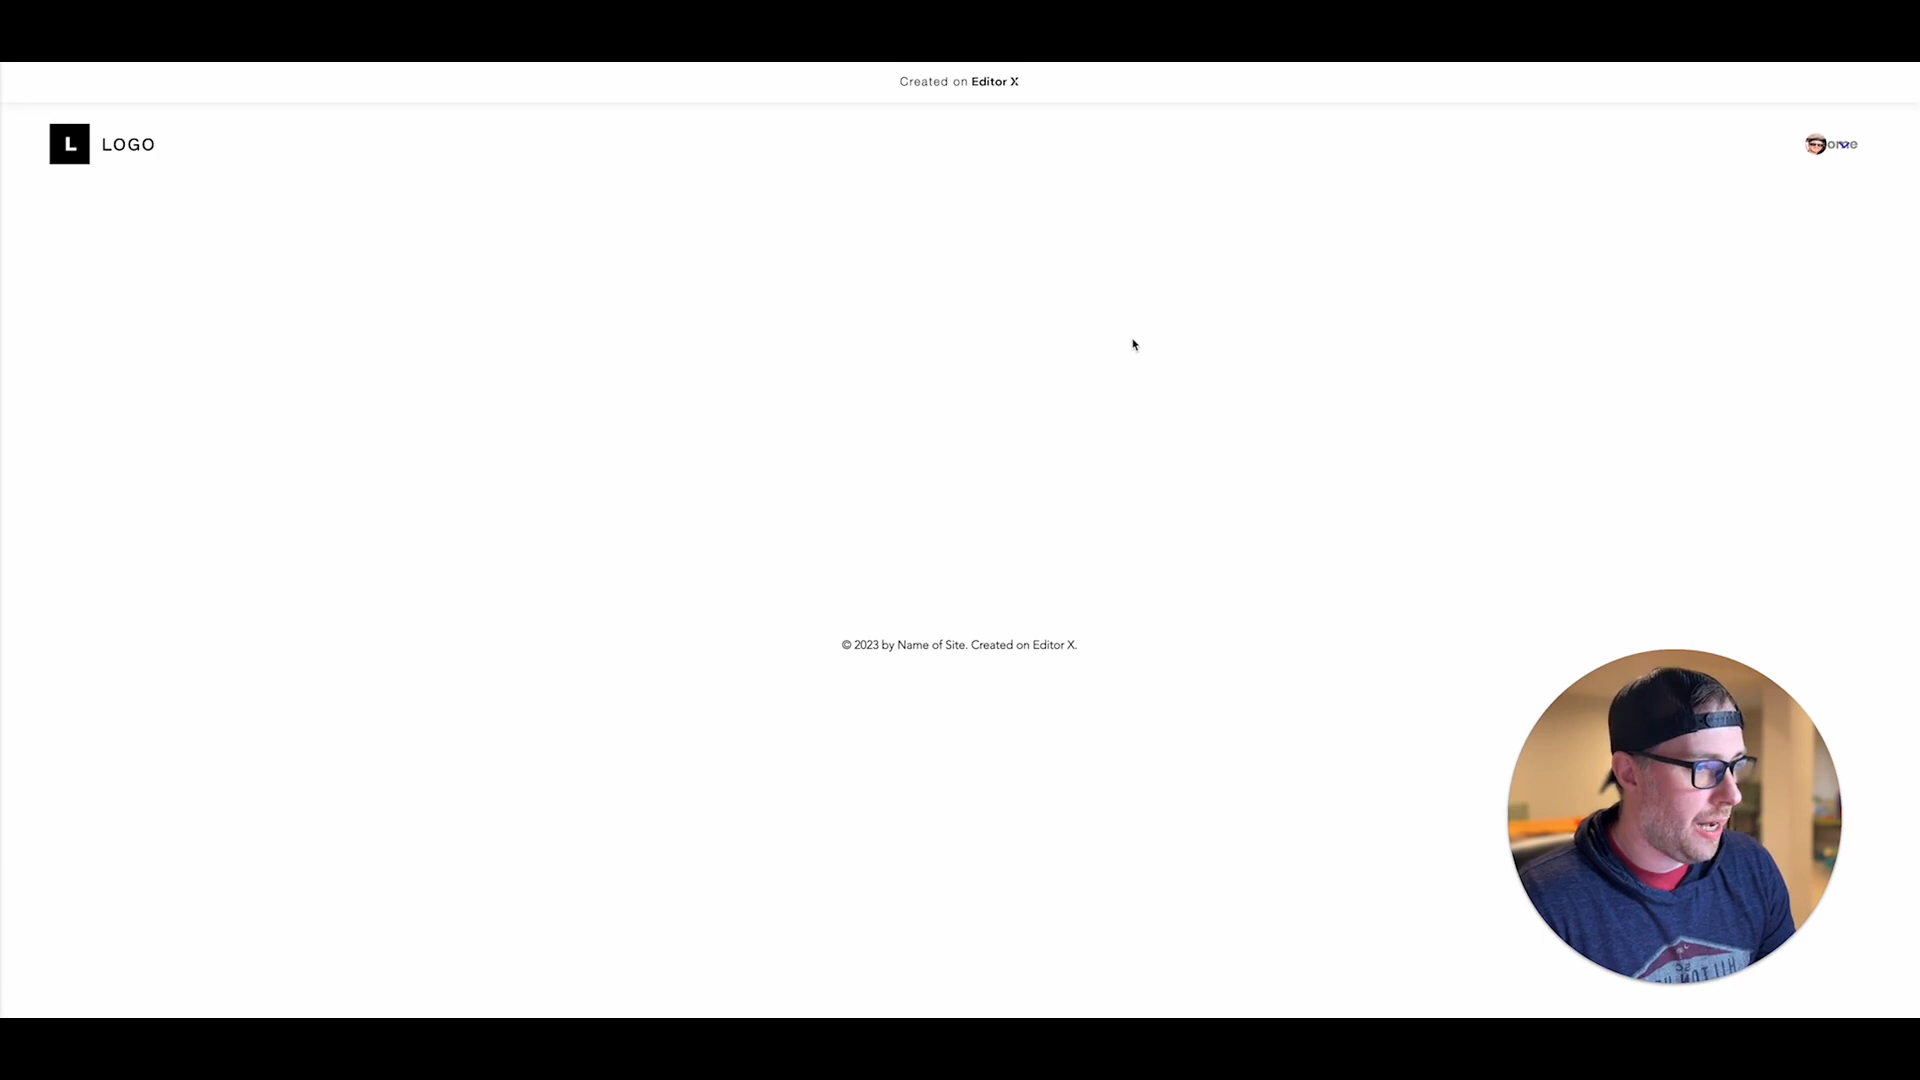 Created on Editor X
L LOGO
© 2023 by Name of Site. Created on Editor X.